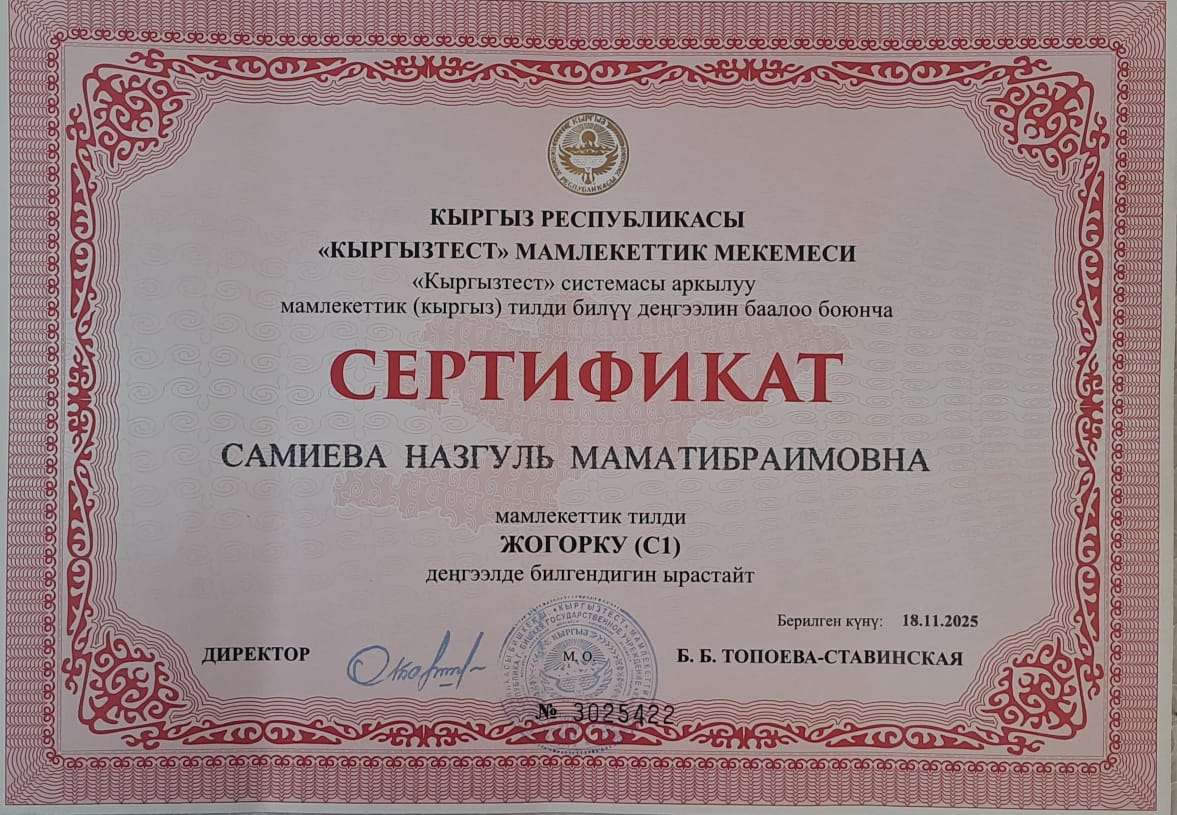 КЫРГЫЗ РЕСПУБЛИКАСЫ
«КЫРГЫЗТЕСТ» МАМЛЕКЕТТИК МЕКЕМЕСИ
«Кыргызтест» системасы аркылуу
мамлекеттик (кыргыз) тилди билүү деңгээлин баалоо боюнча
СЕРТИФИКАТ
САМИЕВА НАЗГУЛЬ МАМАТИБРАИМОВНА
мамлекеттик тилди
ЖОГОРКУ (С1)
деңгээлде билгендигин ырастайт
Берилген күнү: 18.11.2025
ДИРЕКТОР
М. О.
Б. Б. ТОПОЕВА-СТАВИНСКАЯ
№ 3025422